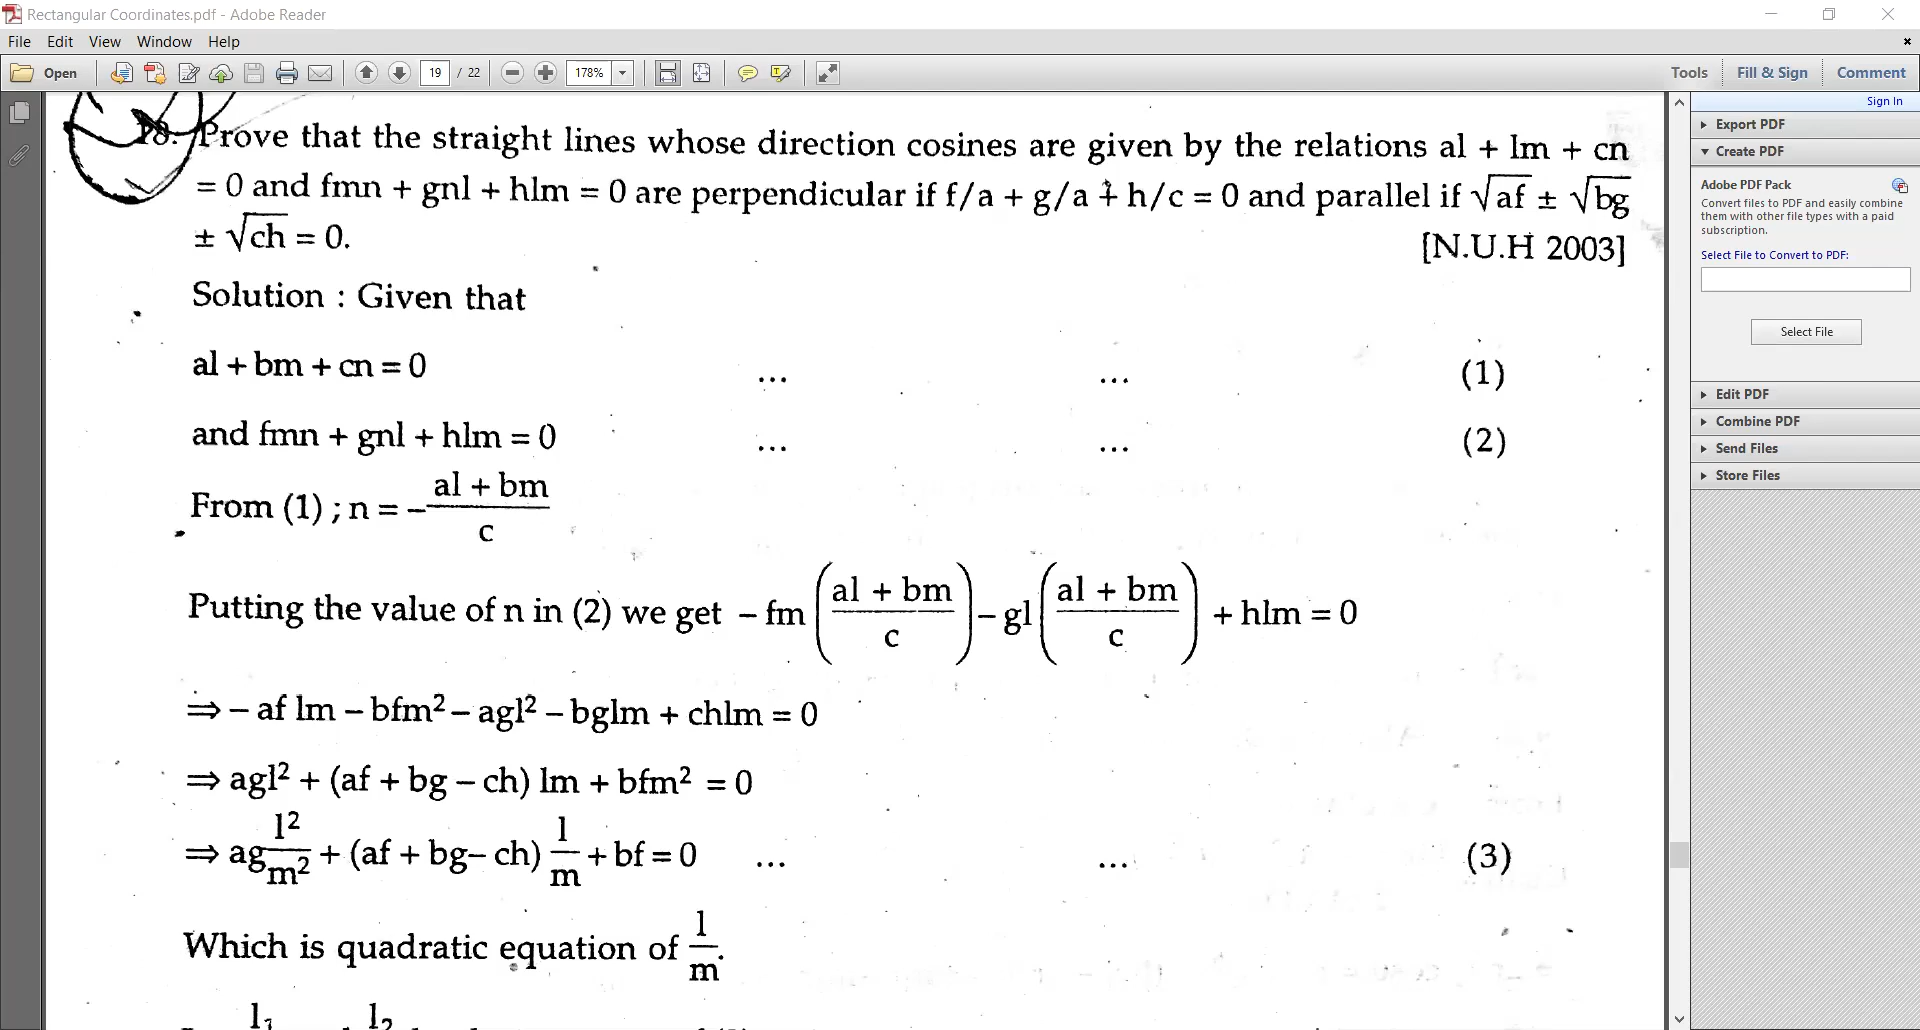 Rectangular Coordinates.pdf - Adobe Reader
File Edit View Window Help
Open 19 / 22 178% Tools Fill & Sign Comment
Sign In
Export PDF
Create PDF
Adobe PDF Pack
Convert files to PDF and easily combine
them with other file types with a paid
subscription.
Select File to Convert to PDF:
Select File
Edit PDF
Combine PDF
Send Files
Store Files
18. Prove that the straight lines whose direction cosines are given by the relations al + lm + cn
= 0 and fmn + gnl + hlm = 0 are perpendicular if f/a + g/a + h/c = 0 and parallel if √af ± √bg
± √ch = 0. [N.U.H 2003]
Solution : Given that
al + bm + cn = 0 ... ... (1)
and fmn + gnl + hlm = 0 ... ... (2)
From (1) ; n = - (al + bm)/c
Putting the value of n in (2) we get – fm ((al + bm)/c) – gl ((al + bm)/c) + hlm = 0
⇒ – af lm – bfm² – agl² – bglm + chlm = 0
⇒ agl² + (af + bg – ch) lm + bfm² = 0
⇒ ag l²/m² + (af + bg– ch) l/m + bf = 0 ... ... (3)
Which is quadratic equation of l/m.
l₁ l₂